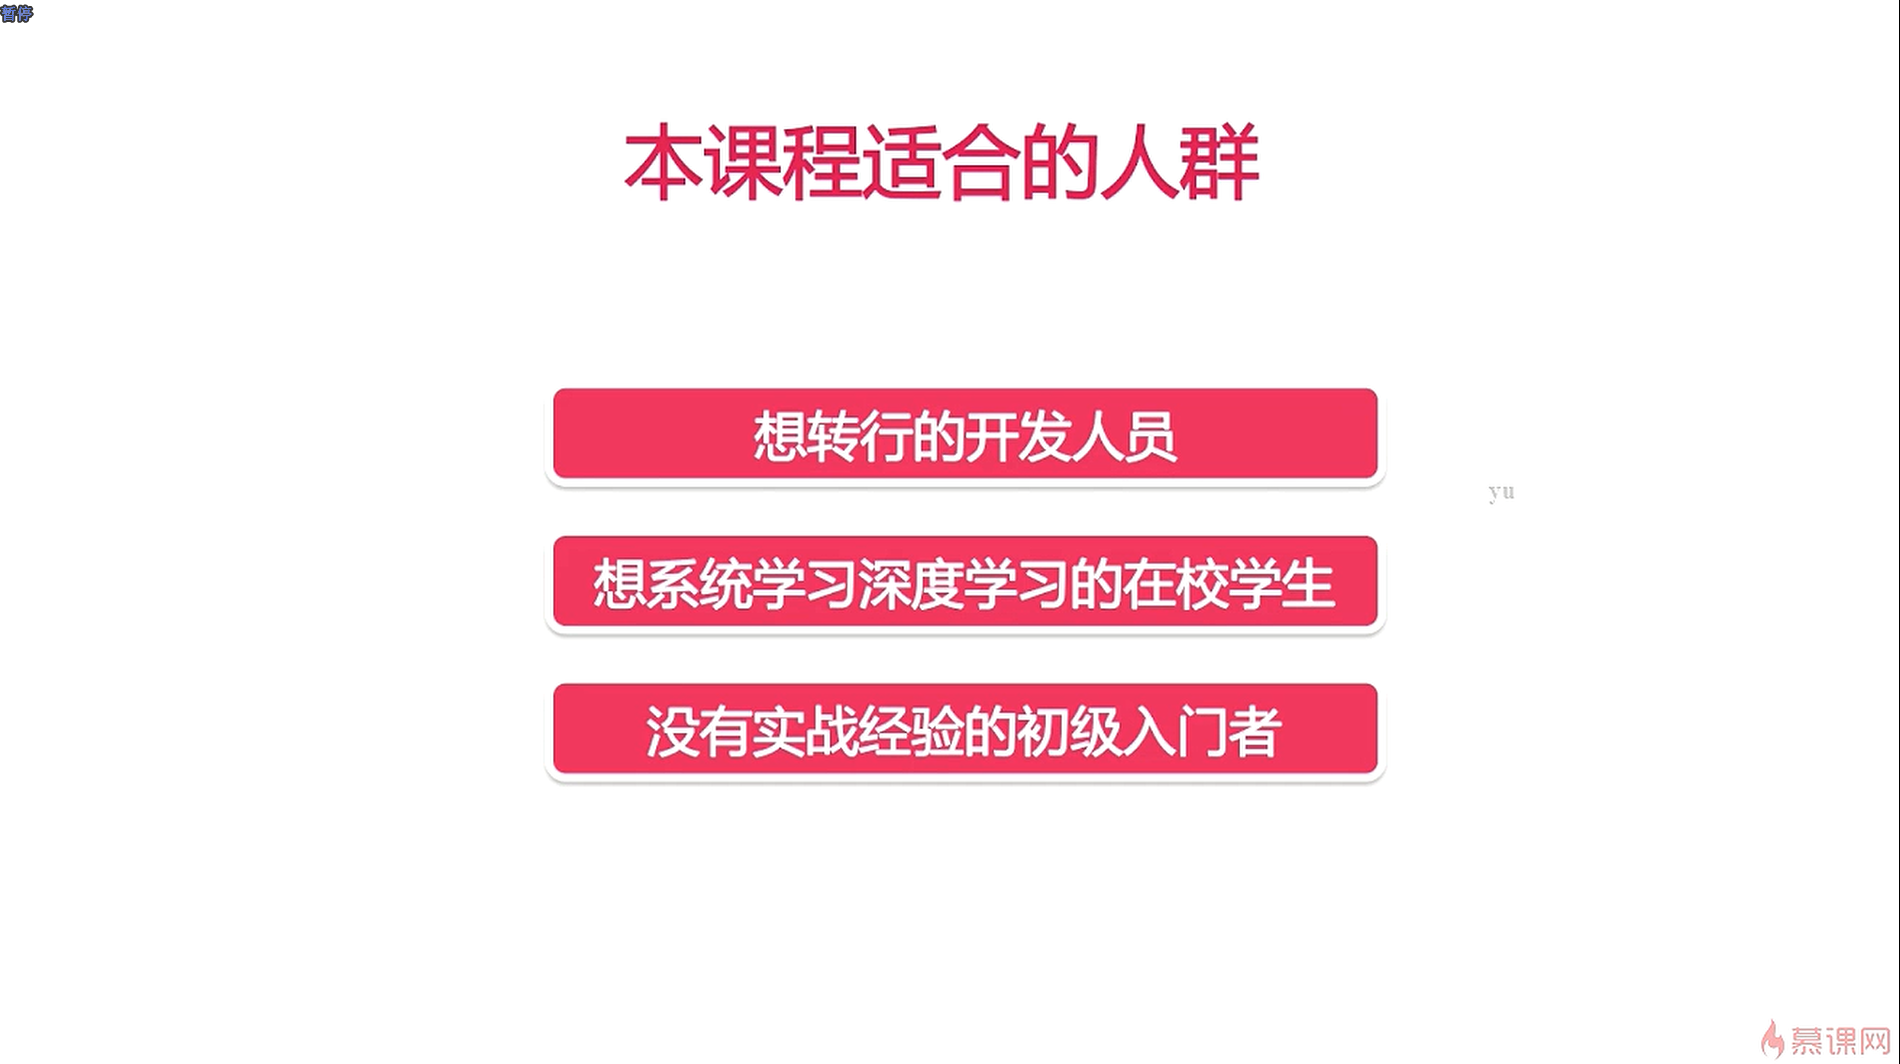 暂停
本课程适合的人群
想转行的开发人员
yu
想系统学习深度学习的在校学生
没有实战经验的初级入门者
慕课网